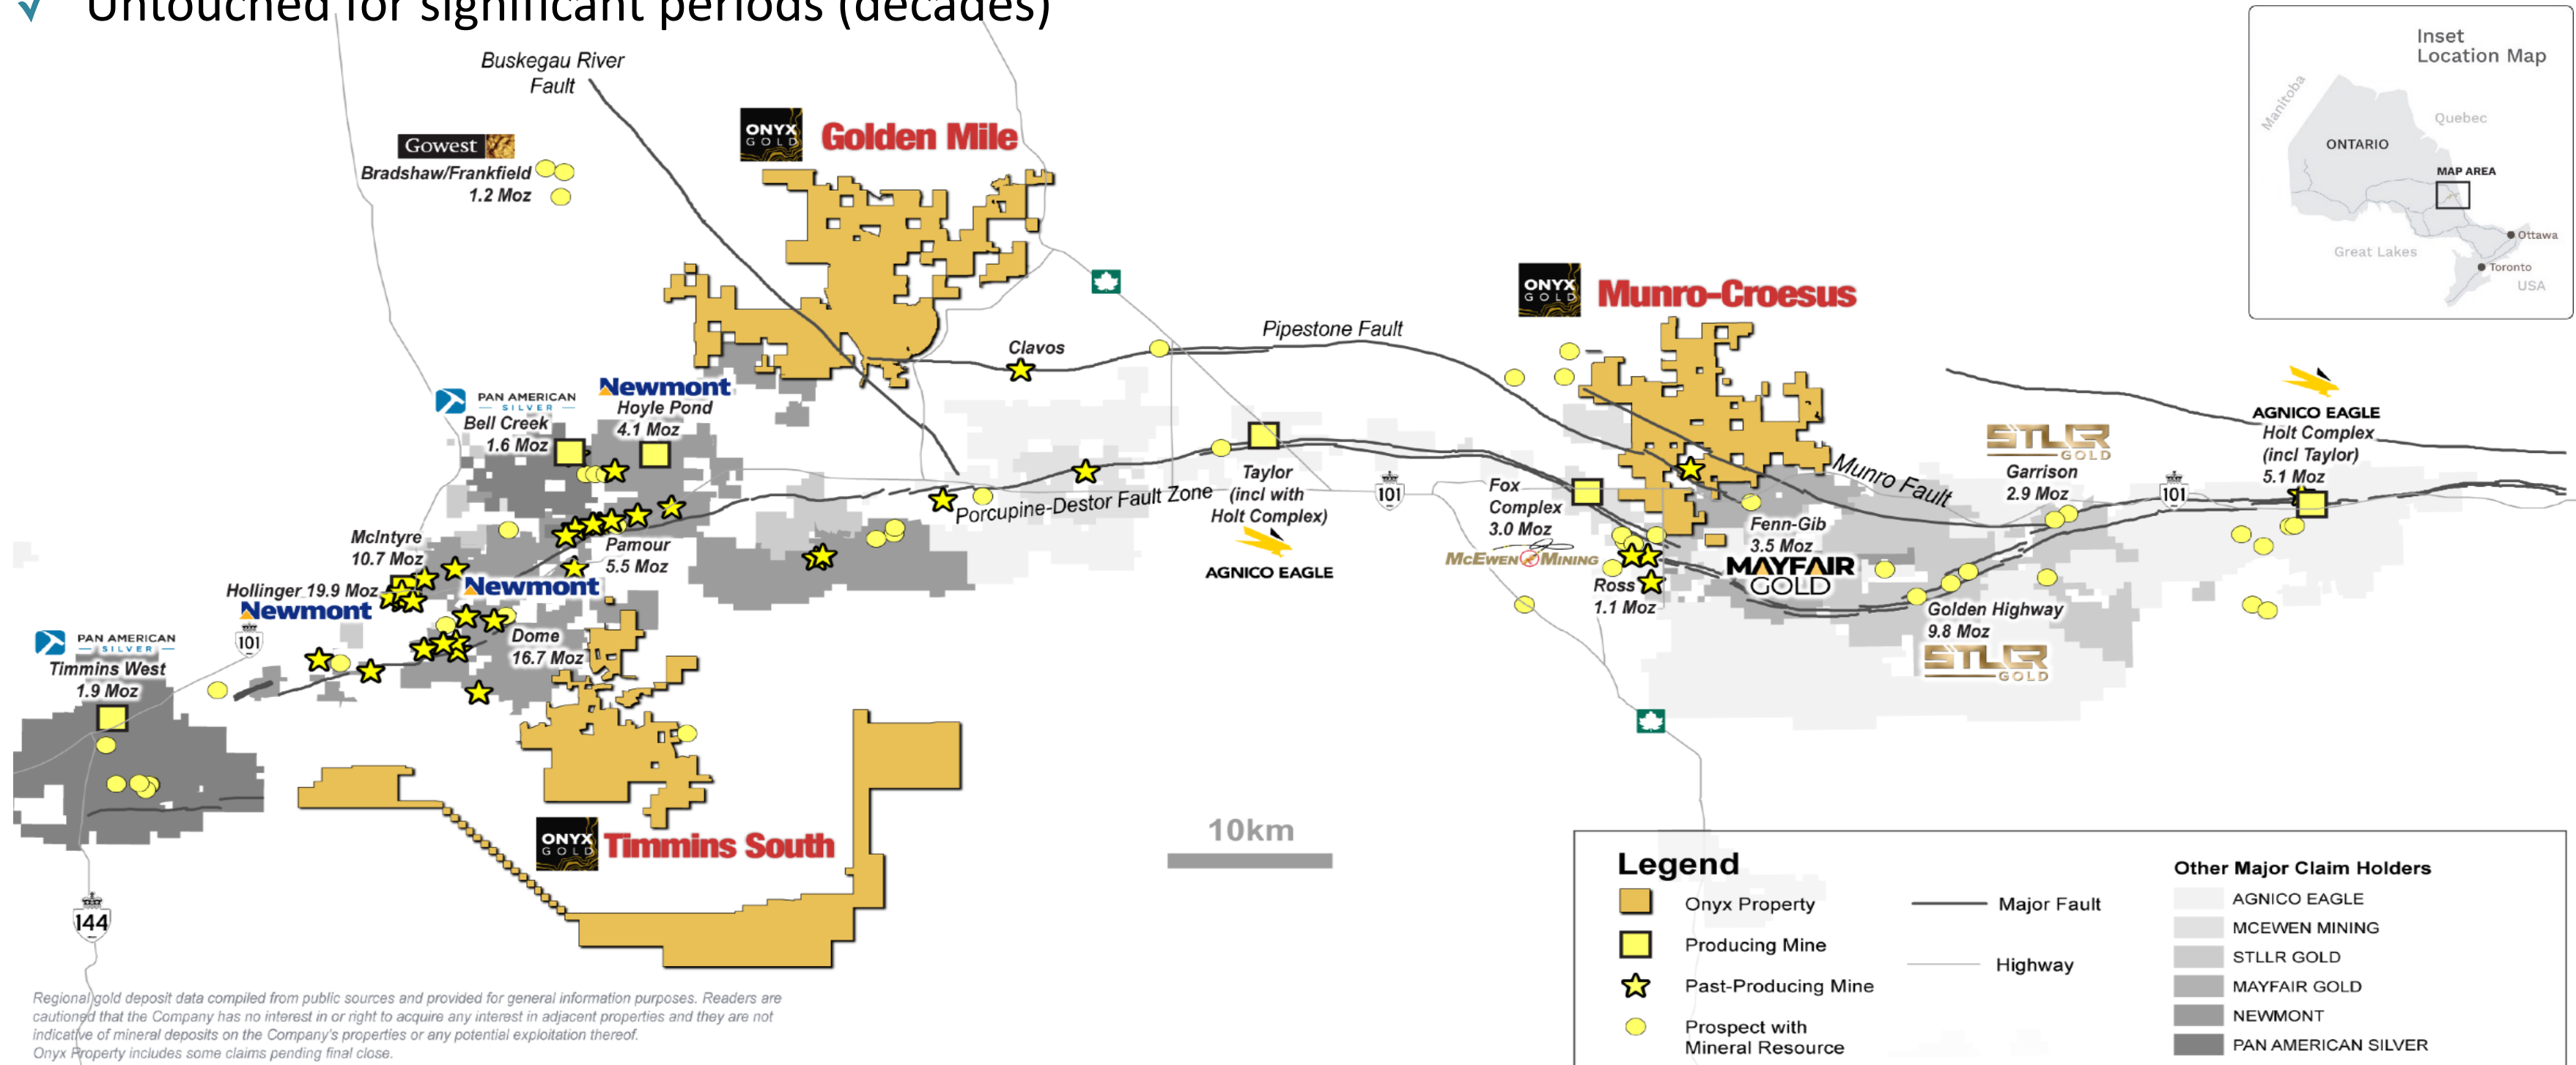 ✓ Untouched for significant periods (decades)
Buskegau River
Fault
Gowest
Bradshaw/Frankfield
1.2 Moz
ONYX
GOLD
Golden Mile
Inset
Location Map
Manitoba
Quebec
ONTARIO
MAP AREA
Ottawa
Great Lakes
Toronto
USA
ONYX
GOLD
Munro-Croesus
Pipestone Fault
Clavos
PAN AMERICAN
SILVER
Bell Creek
1.6 Moz
Newmont
Hoyle Pond
4.1 Moz
AGNICO EAGLE
Holt Complex
(incl Taylor)
5.1 Moz
STLLR
GOLD
Garrison
2.9 Moz
Munro Fault
101
101
Taylor
(incl with
Holt Complex)
AGNICO EAGLE
Porcupine-Destor Fault Zone
Fox
Complex
3.0 Moz
McEWEN MINING
Fenn-Gib
3.5 Moz
MAYFAIR
GOLD
Ross
1.1 Moz
Golden Highway
9.8 Moz
STLLR
GOLD
McIntyre
10.7 Moz
Pamour
5.5 Moz
Hollinger 19.9 Moz
Newmont
Newmont
101
Dome
16.7 Moz
PAN AMERICAN
SILVER
Timmins West
1.9 Moz
ONYX
GOLD
Timmins South
144
10km
Legend
Onyx Property
Producing Mine
Past-Producing Mine
Prospect with
Mineral Resource
Major Fault
Highway
Other Major Claim Holders
AGNICO EAGLE
MCEWEN MINING
STLLR GOLD
MAYFAIR GOLD
NEWMONT
PAN AMERICAN SILVER
Regional gold deposit data compiled from public sources and provided for general information purposes. Readers are
cautioned that the Company has no interest in or right to acquire any interest in adjacent properties and they are not
indicative of mineral deposits on the Company's properties or any potential exploitation thereof.
Onyx Property includes some claims pending final close.